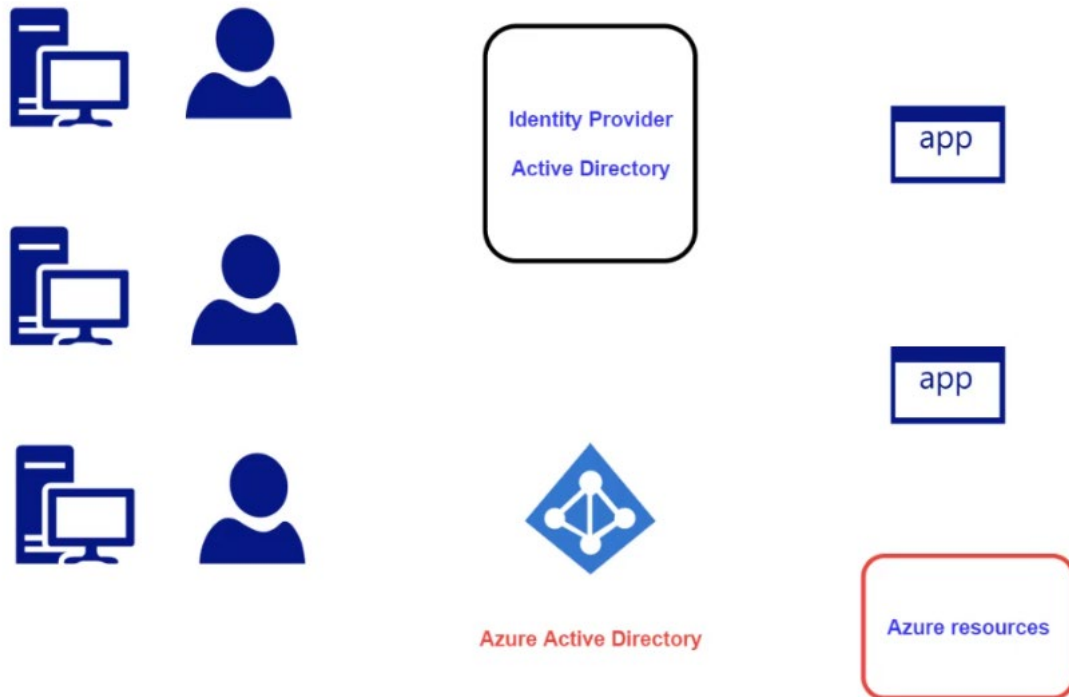 Identity Provider
Active Directory
app
app
Azure Active Directory
Azure resources